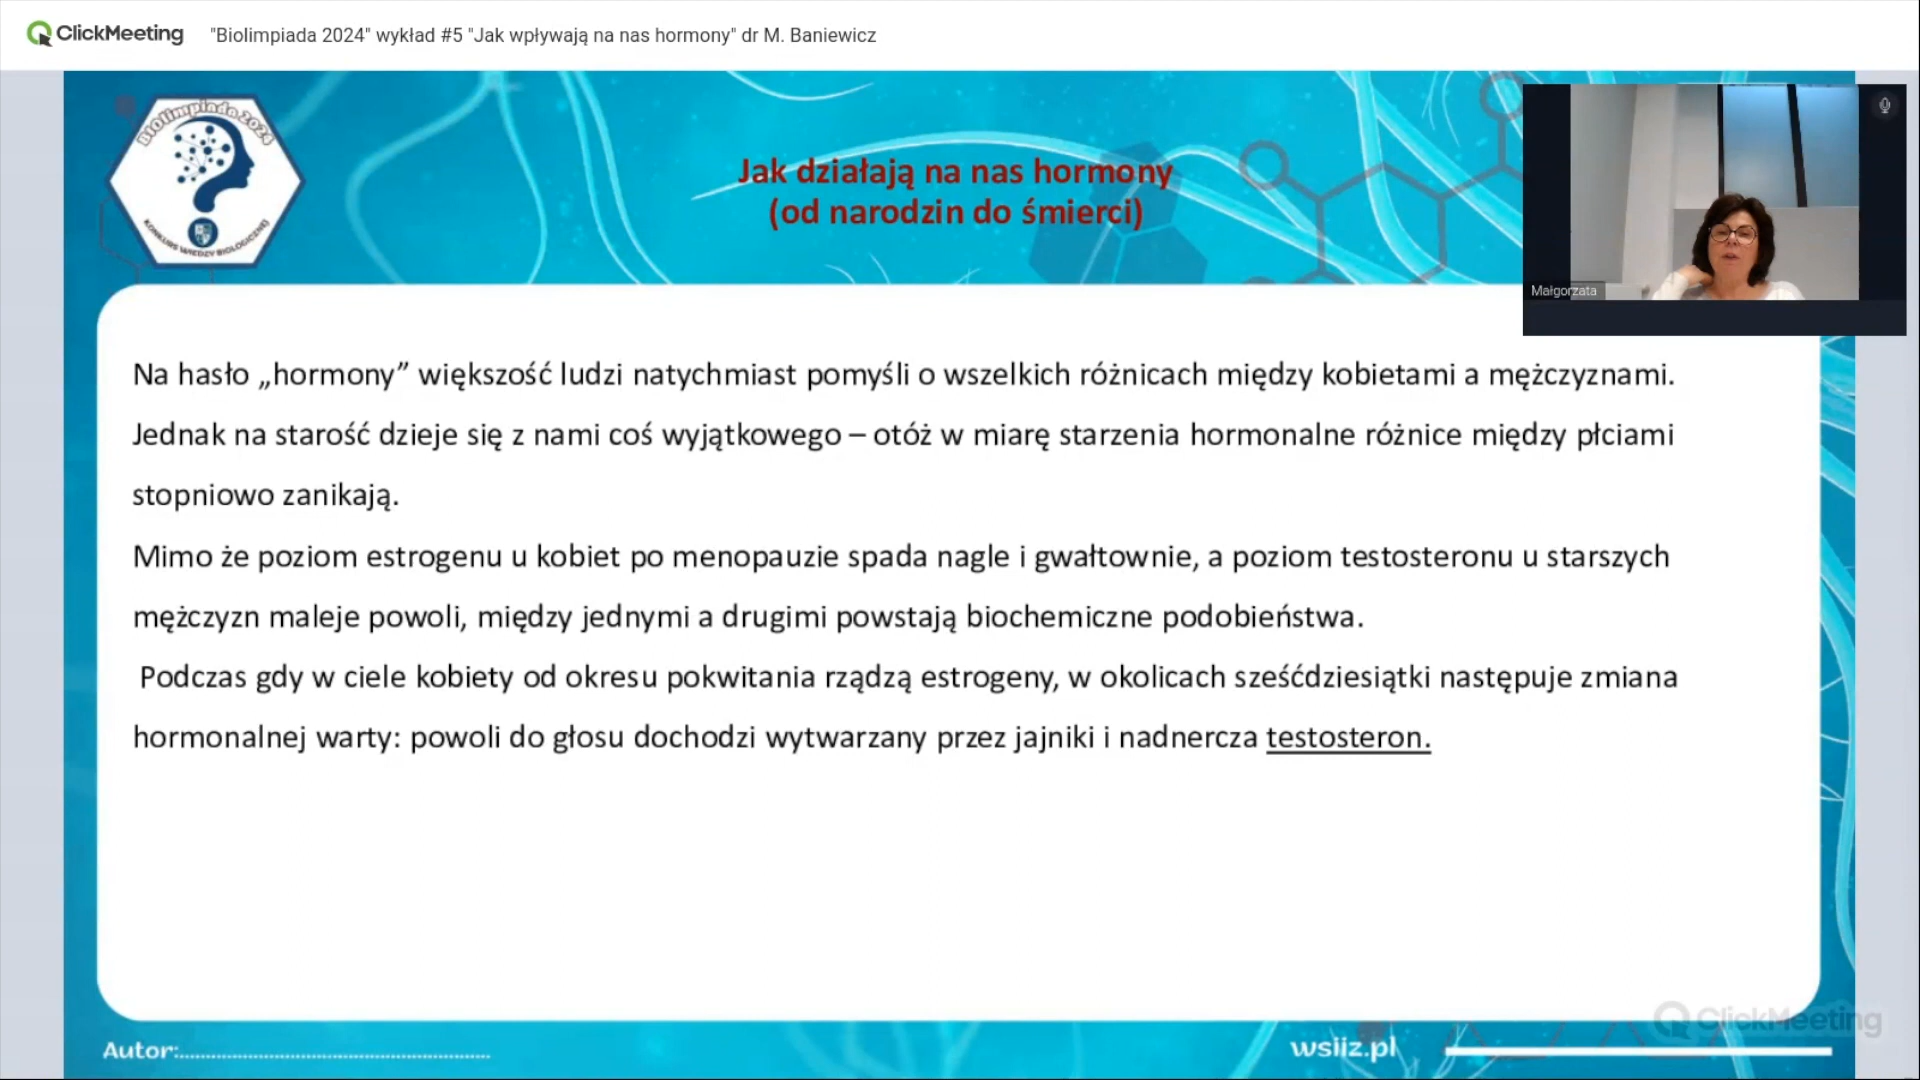 ClickMeeting
"Biolimpiada 2024" wykład #5 "Jak wpływają na nas hormony" dr M. Baniewicz
BIOlimpiada 2024
KONKURS WIEDZY BIOLOGICZNEJ
Jak działają na nas hormony
(od narodzin do śmierci)
Małgorzata
Na hasło „hormony” większość ludzi natychmiast pomyśli o wszelkich różnicach między kobietami a mężczyznami.
Jednak na starość dzieje się z nami coś wyjątkowego – otóż w miarę starzenia hormonalne różnice między płciami
stopniowo zanikają.
Mimo że poziom estrogenu u kobiet po menopauzie spada nagle i gwałtownie, a poziom testosteronu u starszych
mężczyzn maleje powoli, między jednymi a drugimi powstają biochemiczne podobieństwa.
Podczas gdy w ciele kobiety od okresu pokwitania rządzą estrogeny, w okolicach sześćdziesiątki następuje zmiana
hormonalnej warty: powoli do głosu dochodzi wytwarzany przez jajniki i nadnercza testosteron.
ClickMeeting
Autor:....................................................
wsiiz.pl